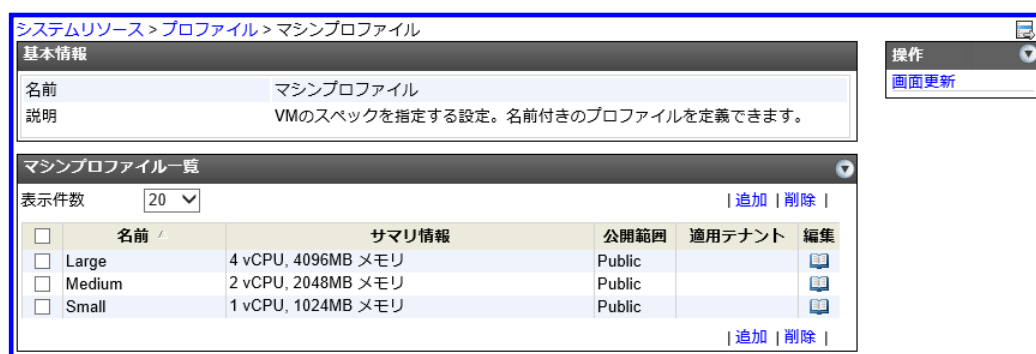 システムリソース > プロファイル > マシンプロファイル
基本情報
名前 マシンプロファイル
説明 VMのスペックを指定する設定。名前付きのプロファイルを定義できます。
マシンプロファイル一覧
表示件数 20
| 追加 | 削除 |
名前 サマリ情報 公開範囲 適用テナント 編集
Large 4 vCPU, 4096MB メモリ Public
Medium 2 vCPU, 2048MB メモリ Public
Small 1 vCPU, 1024MB メモリ Public
| 追加 | 削除 |
操作
画面更新